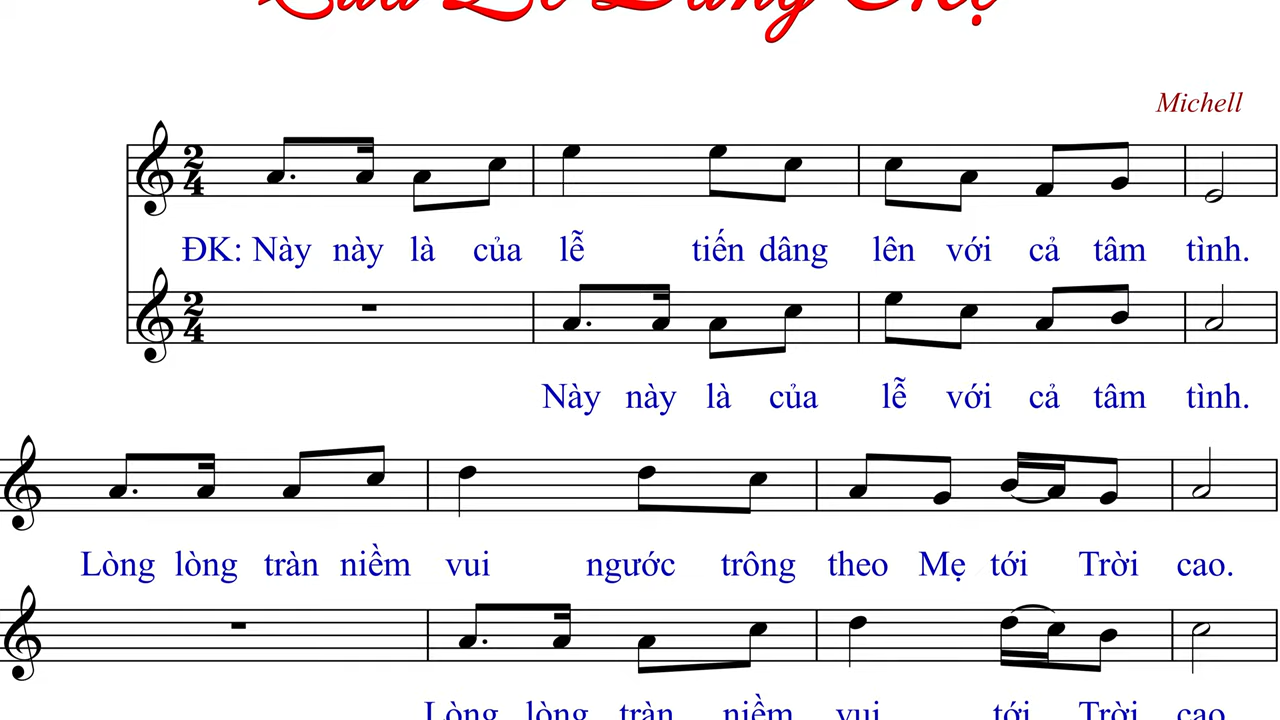 Dâng Mẹ
Michell
ĐK: Này này là của lễ tiến dâng lên với cả tâm tình.
Này này là của lễ với cả tâm tình.
Lòng lòng tràn niềm vui ngước trông theo Mẹ tới Trời cao.
Lòng lòng tràn niềm vui tới Trời cao